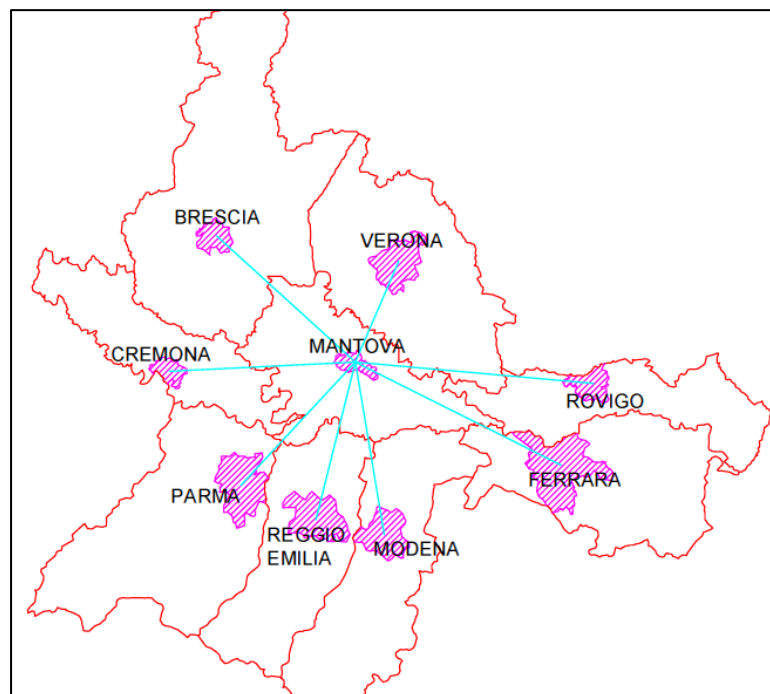 BRESCIA
VERONA
MANTOVA
CREMONA
ROVIGO
FERRARA
PARMA
REGGIO
EMILIA
MODENA